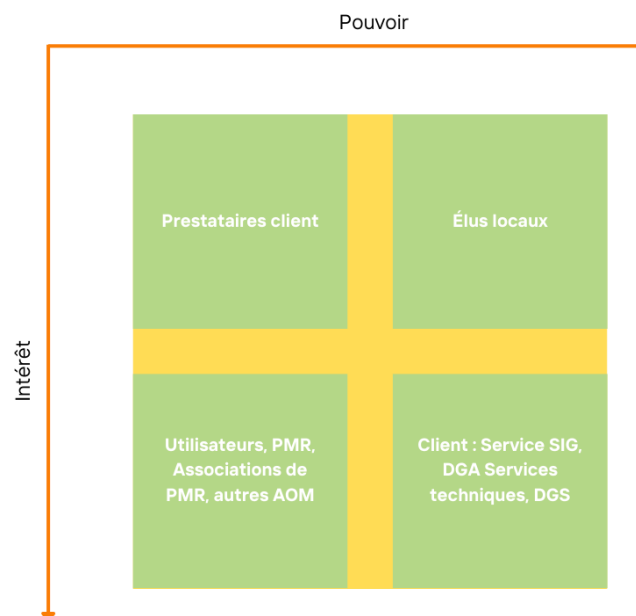 Pouvoir
Prestataires client
Élus locaux
Intérêt
Utilisateurs, PMR,
Associations de
PMR, autres AOM
Client : Service SIG,
DGA Services
techniques, DGS